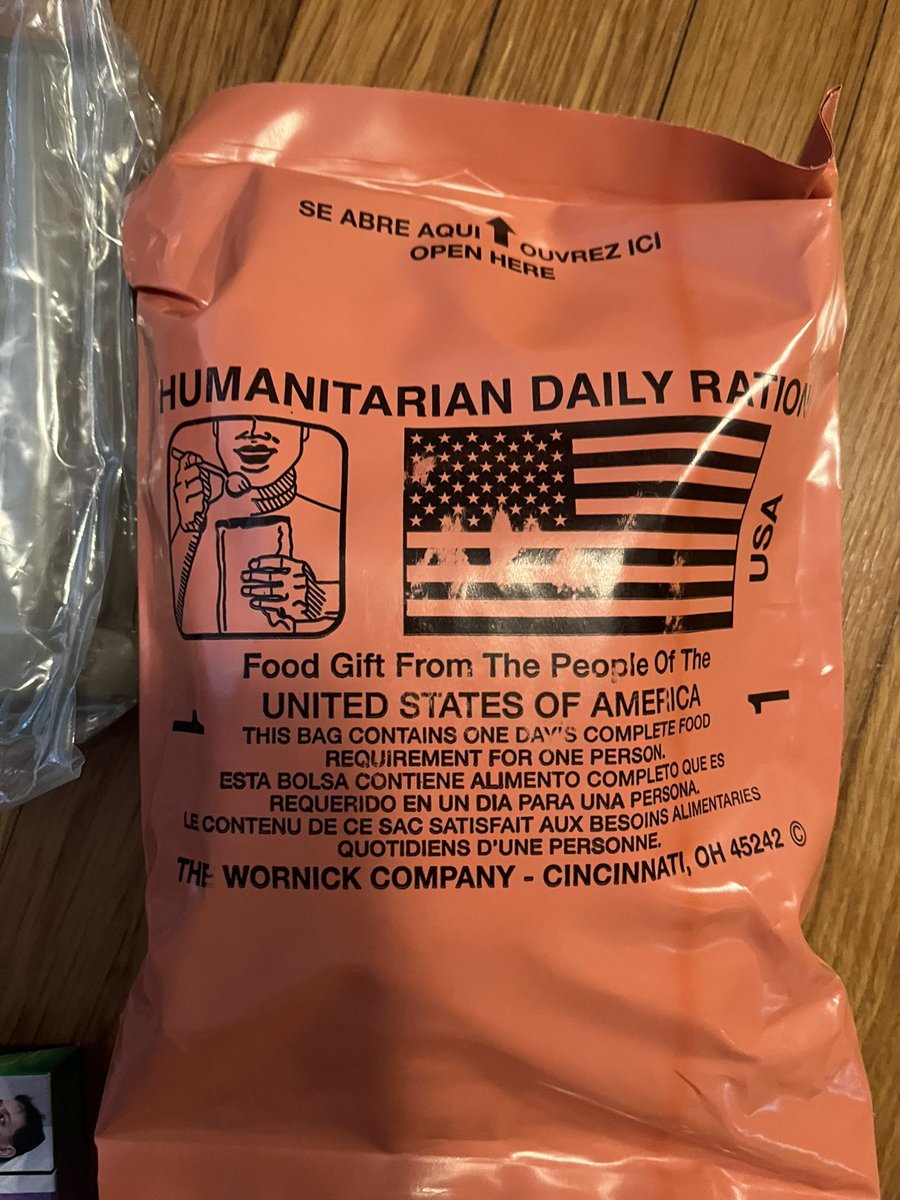 SE ABRE AQUI OUVREZ ICI
OPEN HERE
HUMANITARIAN DAILY RATION
USA
Food Gift From The People Of The
UNITED STATES OF AMERICA
1
1
THIS BAG CONTAINS ONE DAY'S COMPLETE FOOD
REQUIREMENT FOR ONE PERSON.
ESTA BOLSA CONTIENE ALIMENTO COMPLETO QUE ES
REQUERIDO EN UN DIA PARA UNA PERSONA.
LE CONTENU DE CE SAC SATISFAIT AUX BESOINS ALIMENTARIES
QUOTIDIENS D'UNE PERSONNE.
THE WORNICK COMPANY - CINCINNATI, OH 45242 ©